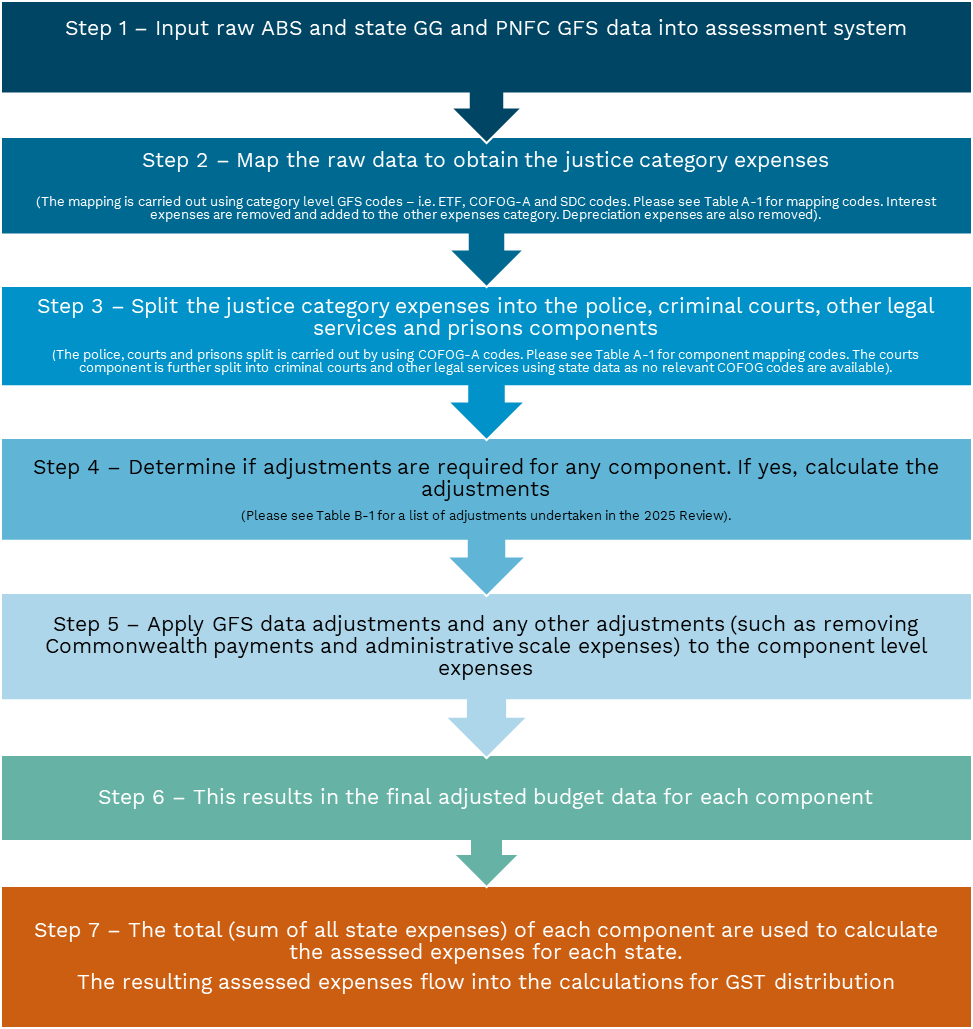 Step 1 – Input raw ABS and state GG and PNFC GFS data into assessment system
Step 2 – Map the raw data to obtain the justice category expenses
(The mapping is carried out using category level GFS codes – i.e. ETF, COFOG-A and SDC codes. Please see Table A-1 for mapping codes. Interest
expenses are removed and added to the other expenses category. Depreciation expenses are also removed).
Step 3 – Split the justice category expenses into the police, criminal courts, other legal
services and prisons components
(The police, courts and prisons split is carried out by using COFOG-A codes. Please see Table A-1 for component mapping codes. The courts
component is further split into criminal courts and other legal services using state data as no relevant COFOG codes are available).
Step 4 – Determine if adjustments are required for any component. If yes, calculate the
adjustments
(Please see Table B-1 for a list of adjustments undertaken in the 2025 Review).
Step 5 – Apply GFS data adjustments and any other adjustments (such as removing
Commonwealth payments and administrative scale expenses) to the component level
expenses
Step 6 – This results in the final adjusted budget data for each component
Step 7 – The total (sum of all state expenses) of each component are used to calculate
the assessed expenses for each state.
The resulting assessed expenses flow into the calculations for GST distribution